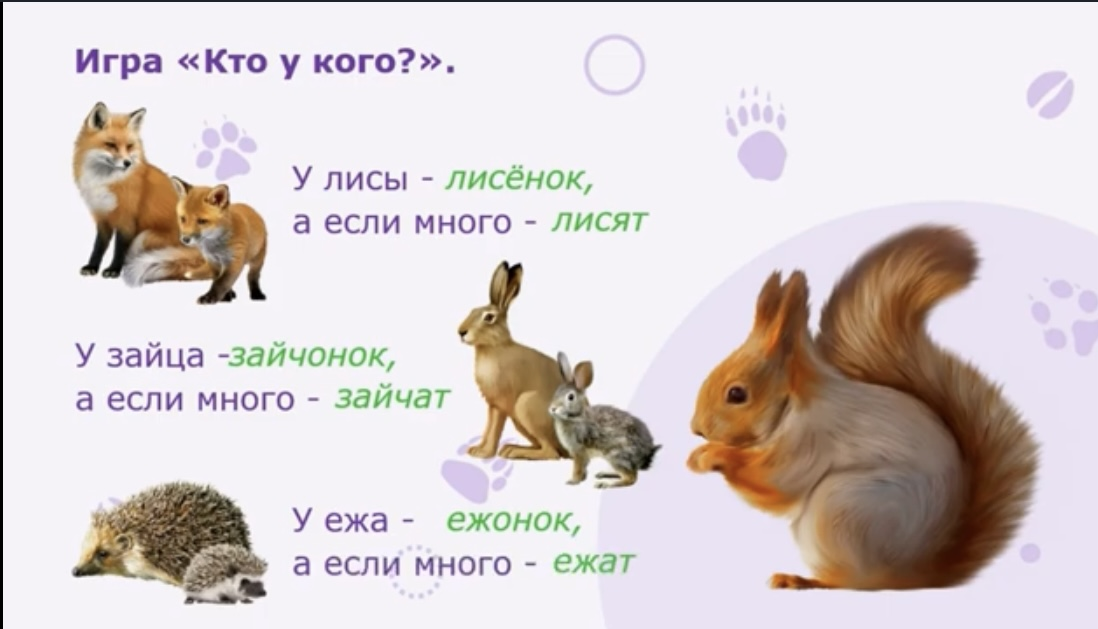 Игра «Кто у кого?».
У лисы - лисёнок,
а если много - лисят
У зайца -зайчонок,
а если много - зайчат
У ежа - ежонок,
а если много - ежат